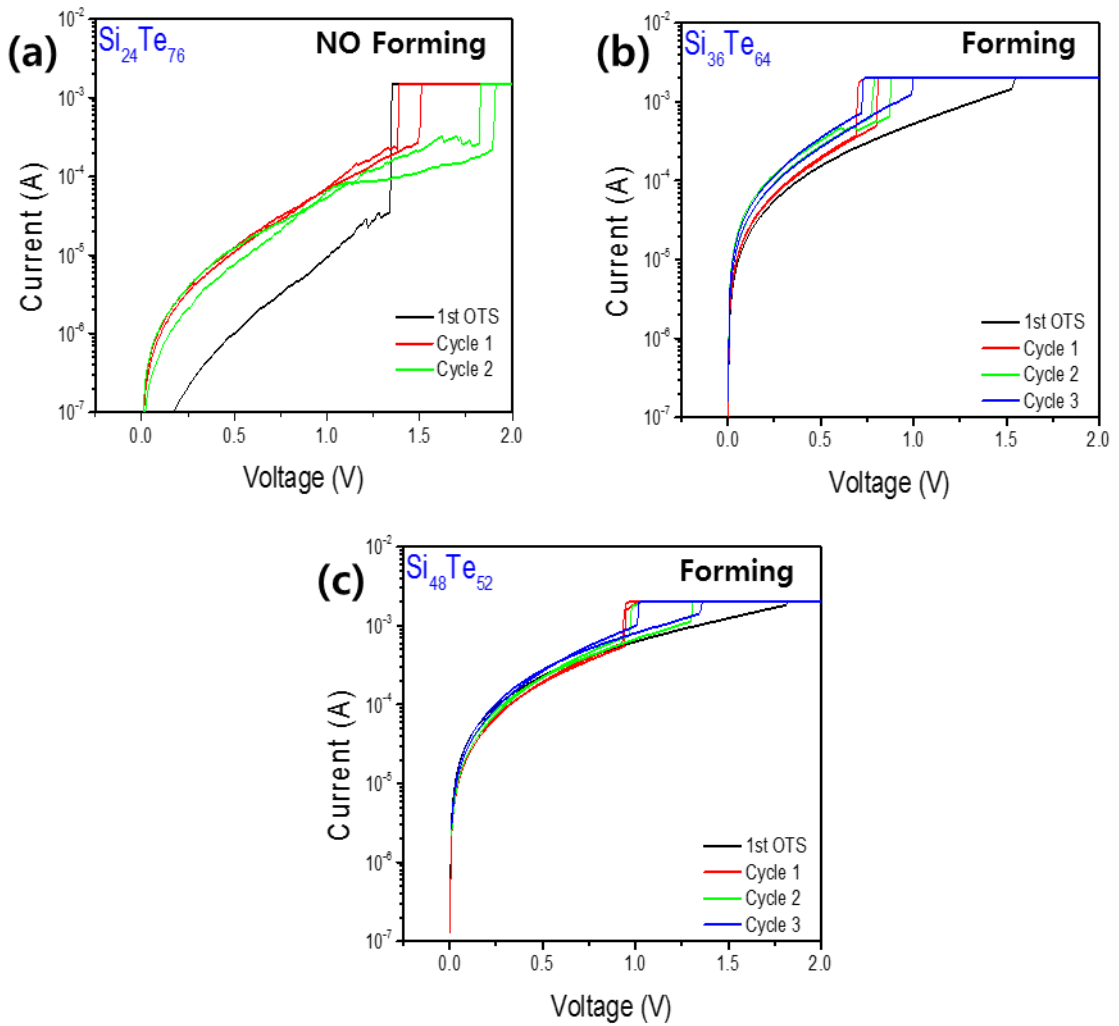 (a)
Si24Te76
NO Forming
10-2
10-3
10-4
10-5
10-6
10-7
Current (A)
1st OTS
Cycle 1
Cycle 2
0.0 0.5 1.0 1.5 2.0
Voltage (V)
(b)
Si36Te64
Forming
10-2
10-3
10-4
10-5
10-6
10-7
Current (A)
1st OTS
Cycle 1
Cycle 2
Cycle 3
0.0 0.5 1.0 1.5 2.0
Voltage (V)
(c)
Si48Te52
Forming
10-2
10-3
10-4
10-5
10-6
10-7
Current (A)
1st OTS
Cycle 1
Cycle 2
Cycle 3
0.0 0.5 1.0 1.5 2.0
Voltage (V)